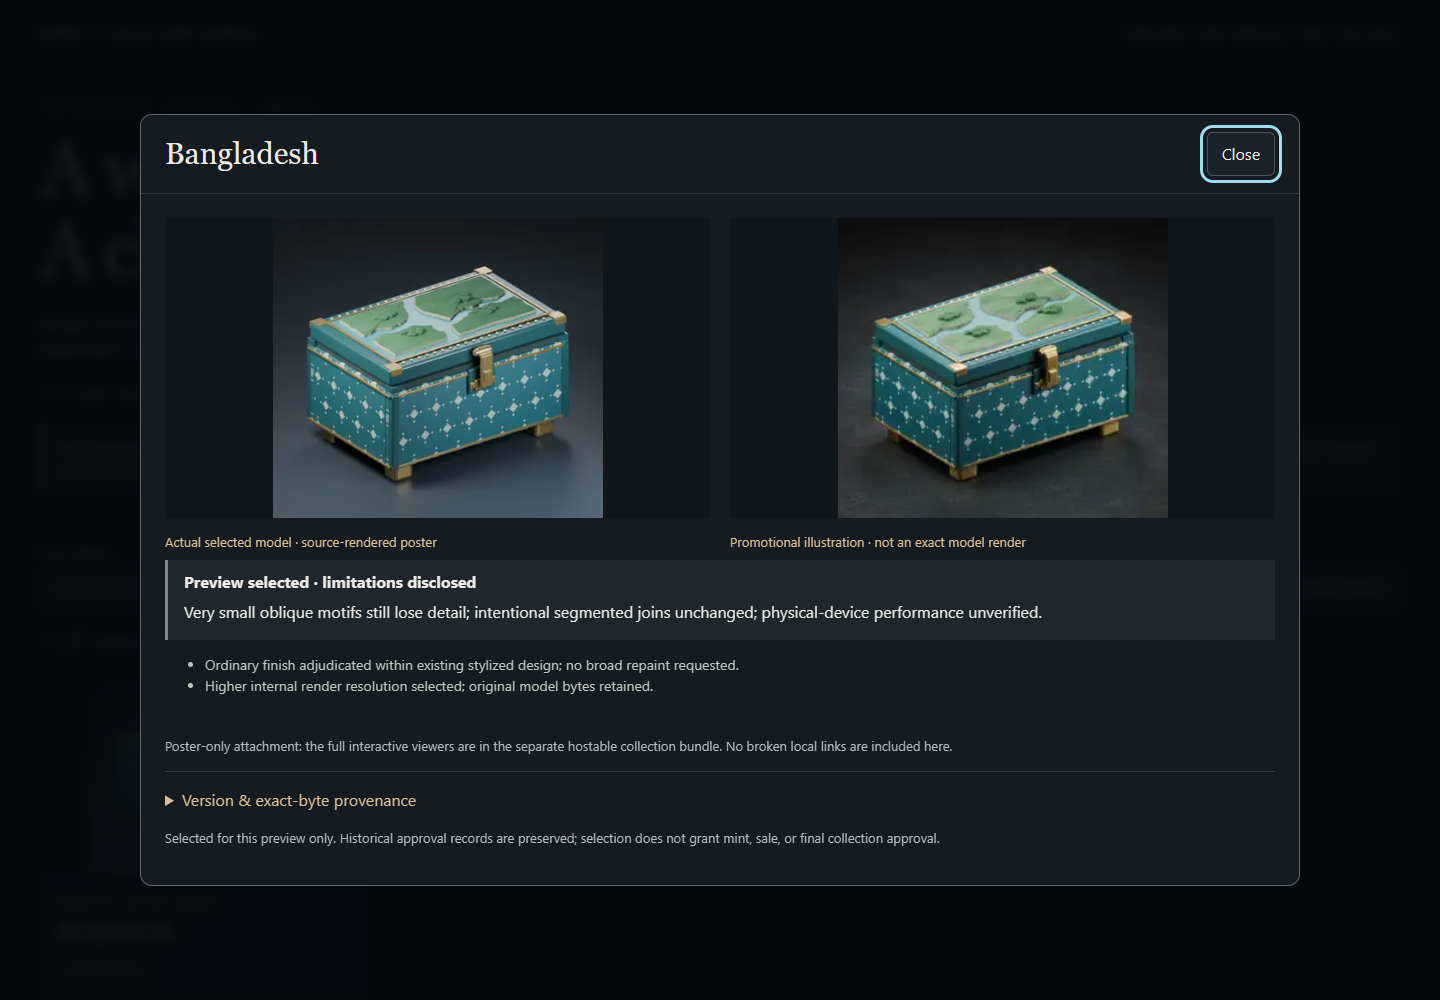 Bangladesh
Close
Actual selected model · source-rendered poster
Promotional illustration · not an exact model render
Preview selected · limitations disclosed
Very small oblique motifs still lose detail; intentional segmented joins unchanged; physical-device performance unverified.
Ordinary finish adjudicated within existing stylized design; no broad repaint requested.
Higher internal render resolution selected; original model bytes retained.
Poster-only attachment: the full interactive viewers are in the separate hostable collection bundle. No broken local links are included here.
Version & exact-byte provenance
Selected for this preview only. Historical approval records are preserved; selection does not grant mint, sale, or final collection approval.